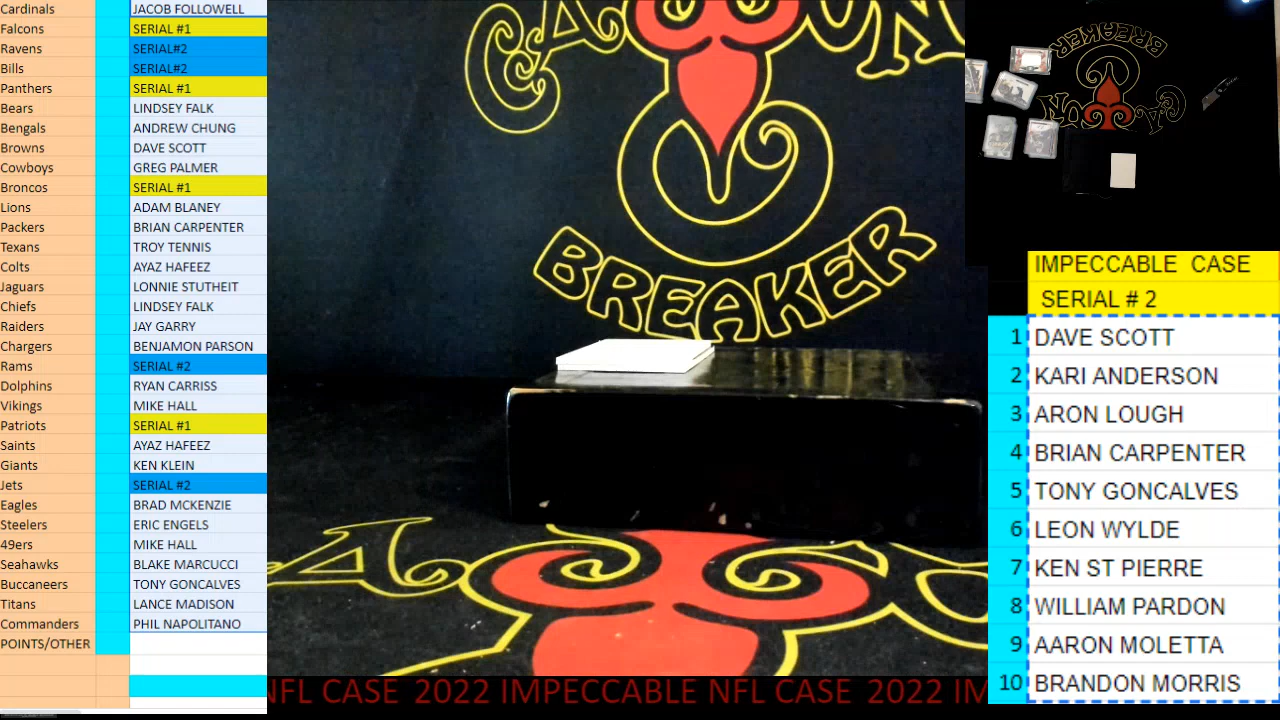 Cardinals JACOB FOLLOWELL
Falcons SERIAL #1
Ravens SERIAL#2
Bills SERIAL#2
Panthers SERIAL #1
Bears LINDSEY FALK
Bengals ANDREW CHUNG
Browns DAVE SCOTT
Cowboys GREG PALMER
Broncos SERIAL #1
Lions ADAM BLANEY
Packers BRIAN CARPENTER
Texans TROY TENNIS
Colts AYAZ HAFEEZ
Jaguars LONNIE STUTHEIT
Chiefs LINDSEY FALK
Raiders JAY GARRY
Chargers BENJAMON PARSON
Rams SERIAL #2
Dolphins RYAN CARRISS
Vikings MIKE HALL
Patriots SERIAL #1
Saints AYAZ HAFEEZ
Giants KEN KLEIN
Jets SERIAL #2
Eagles BRAD MCKENZIE
Steelers ERIC ENGELS
49ers MIKE HALL
Seahawks BLAKE MARCUCCI
Buccaneers TONY GONCALVES
Titans LANCE MADISON
Commanders PHIL NAPOLITANO
POINTS/OTHER
BREAKER
BREAKER
IMPECCABLE CASE
SERIAL # 2
1 DAVE SCOTT
2 KARI ANDERSON
3 ARON LOUGH
4 BRIAN CARPENTER
5 TONY GONCALVES
6 LEON WYLDE
7 KEN ST PIERRE
8 WILLIAM PARDON
9 AARON MOLETTA
10 BRANDON MORRIS
NFL CASE 2022 IMPECCABLE NFL CASE 2022 IM